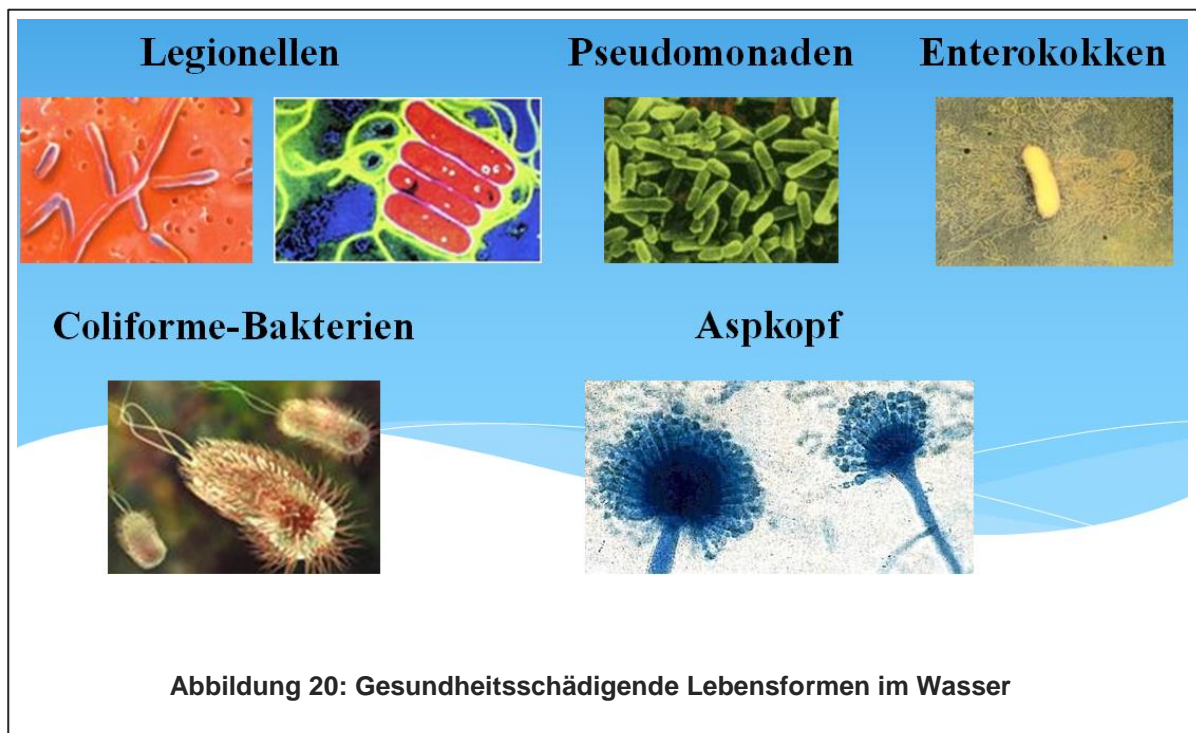 Legionellen Pseudomonaden Enterokokken
Coliforme-Bakterien Aspkopf
Abbildung 20: Gesundheitsschädigende Lebensformen im Wasser